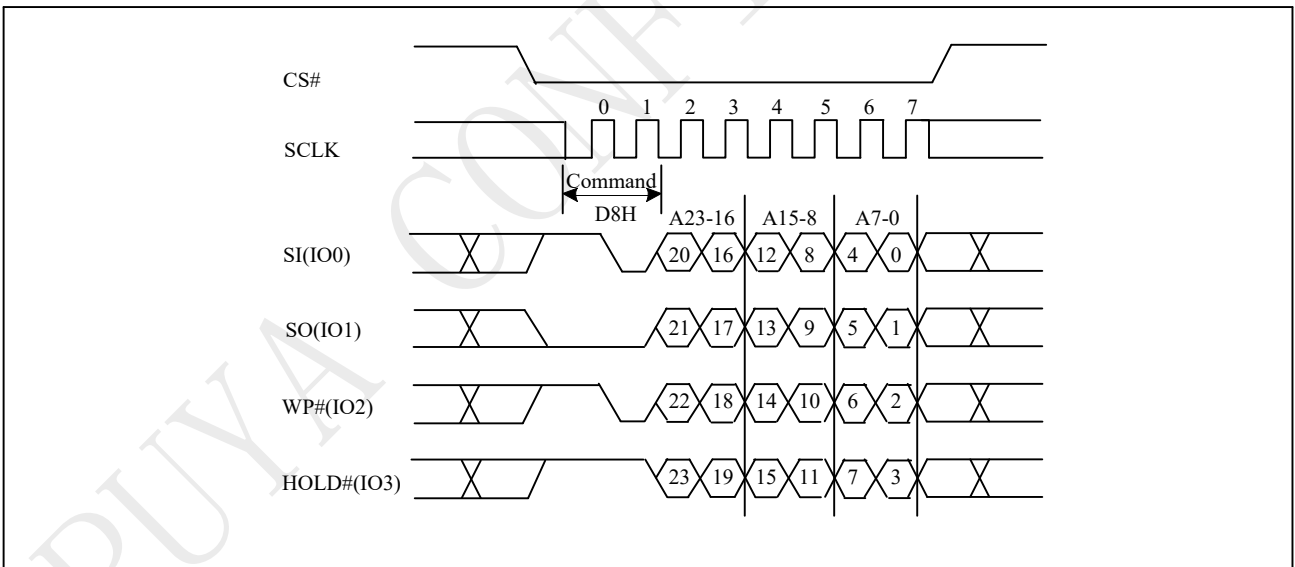 PUYA CONF
CS#
0 1 2 3 4 5 6 7
SCLK
Command
D8H
A23-16 A15-8 A7-0
SI(IO0) 20 16 12 8 4 0
SO(IO1) 21 17 13 9 5 1
WP#(IO2) 22 18 14 10 6 2
HOLD#(IO3) 23 19 15 11 7 3